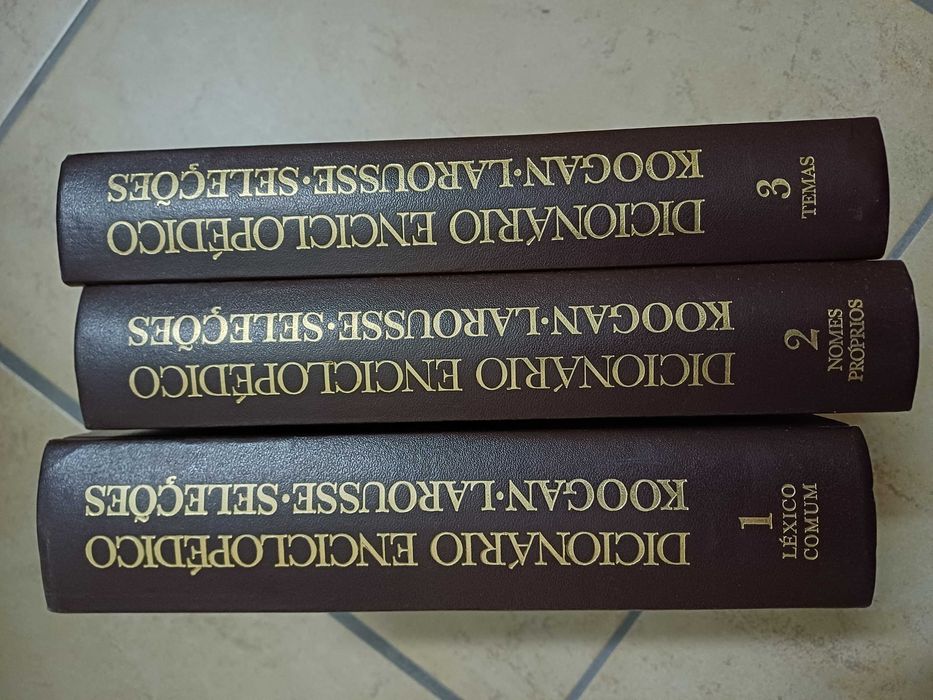 DICIONÁRIO ENCICLOPÉDICO
KOOGAN·LAROUSSE·SELEÇÕES
3
TEMAS
DICIONÁRIO ENCICLOPÉDICO
KOOGAN·LAROUSSE·SELEÇÕES
2
NOMES
PRÓPRIOS
DICIONÁRIO ENCICLOPÉDICO
KOOGAN·LAROUSSE·SELEÇÕES
1
LÉXICO
COMUM